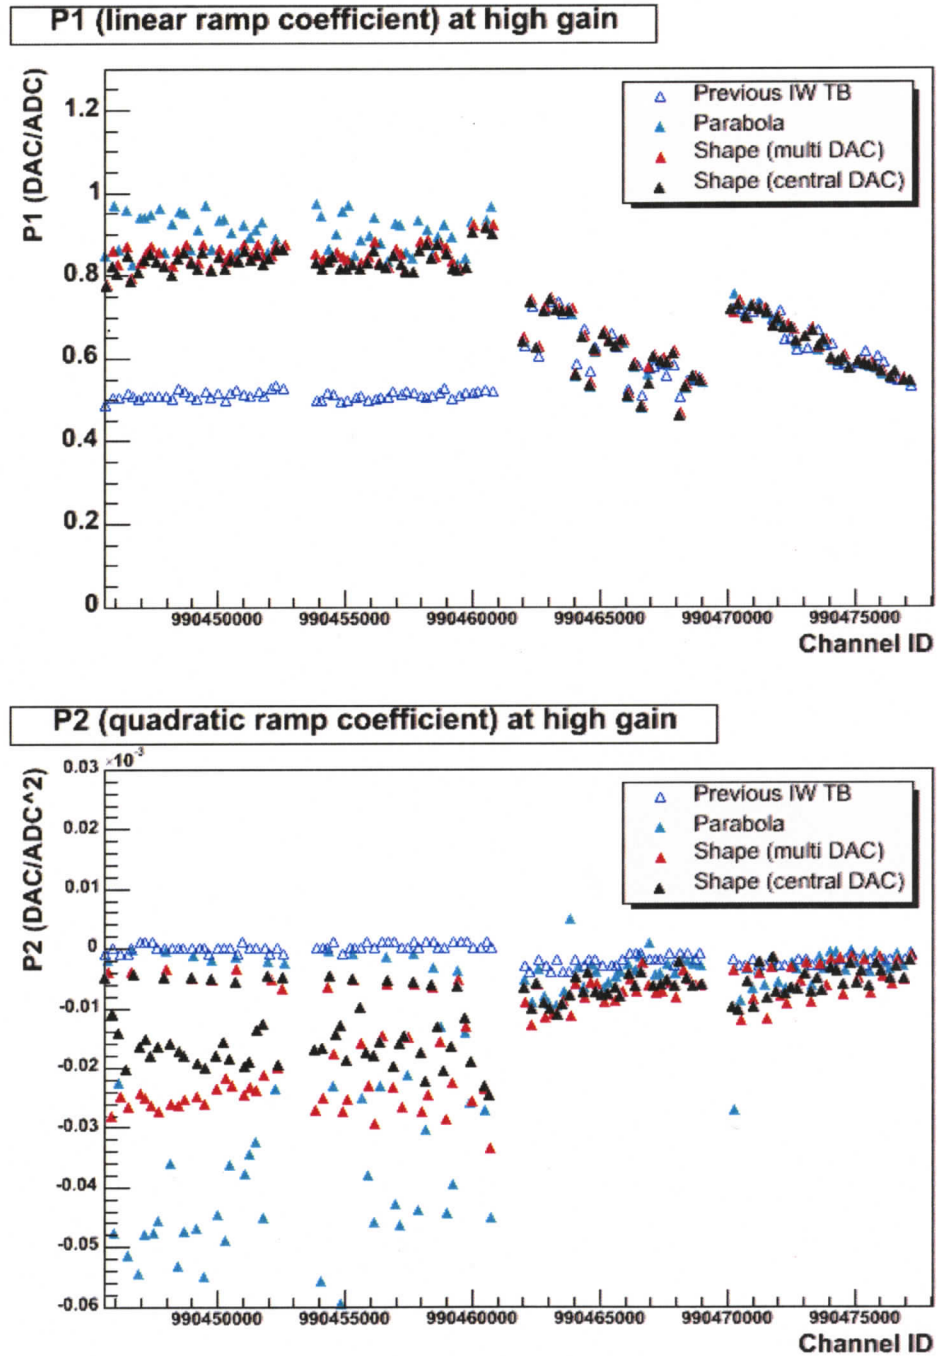 P1 (linear ramp coefficient) at high gain
P1 (DAC/ADC)
1.2
1
0.8
0.6
0.4
0.2
0
Previous IW TB
Parabola
Shape (multi DAC)
Shape (central DAC)
990450000 990455000 990460000 990465000 990470000 990475000
Channel ID
P2 (quadratic ramp coefficient) at high gain
×10-3
P2 (DAC/ADC^2)
0.03
0.02
0.01
0
-0.01
-0.02
-0.03
-0.04
-0.05
-0.06
Previous IW TB
Parabola
Shape (multi DAC)
Shape (central DAC)
990450000 990455000 990460000 990465000 990470000 990475000
Channel ID